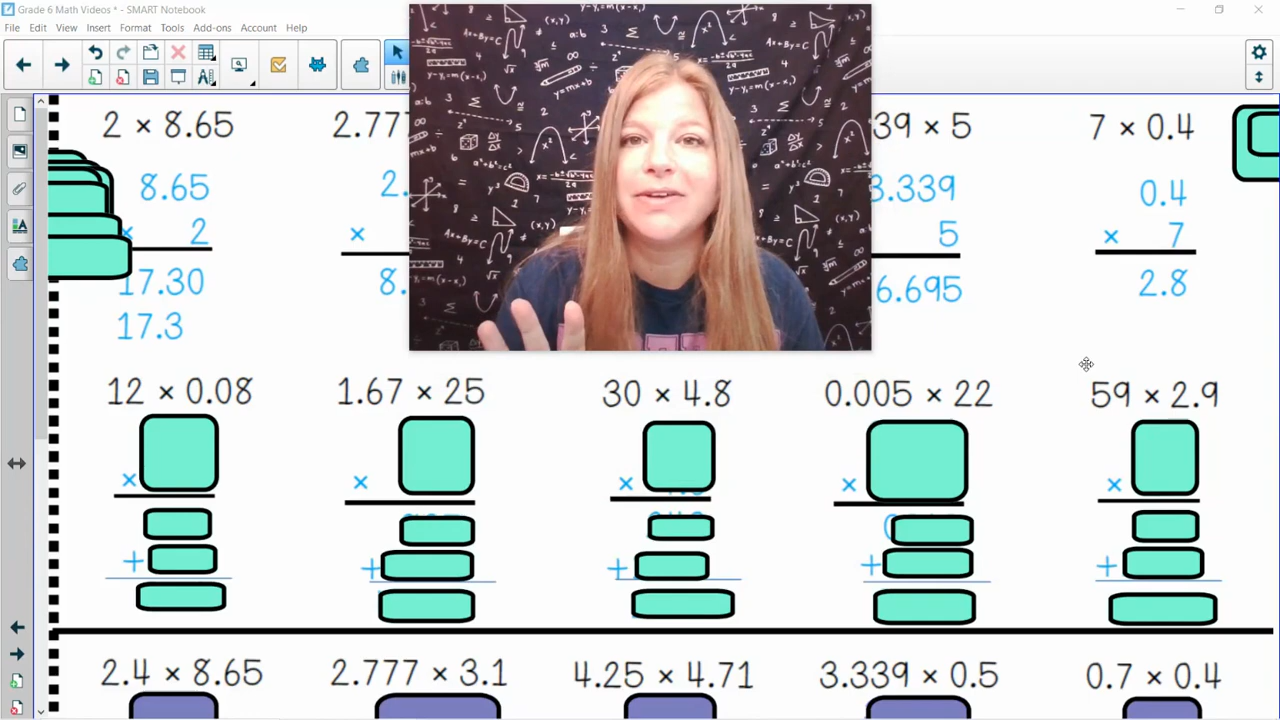 Grade 6 Math Videos * - SMART Notebook
File Edit View Insert Format Tools Add-ons Account Help
2 × 8.65
2.777
39 × 5
7 × 0.4
8.65
× 2
17.30
17.3
2.
×
8.
3.339
5
6.695
0.4
× 7
2.8
12 × 0.08
1.67 × 25
30 × 4.8
0.005 × 22
59 × 2.9
× × × × ×
+ + + + +
2.4 × 8.65
2.777 × 3.1
4.25 × 4.71
3.339 × 0.5
0.7 × 0.4